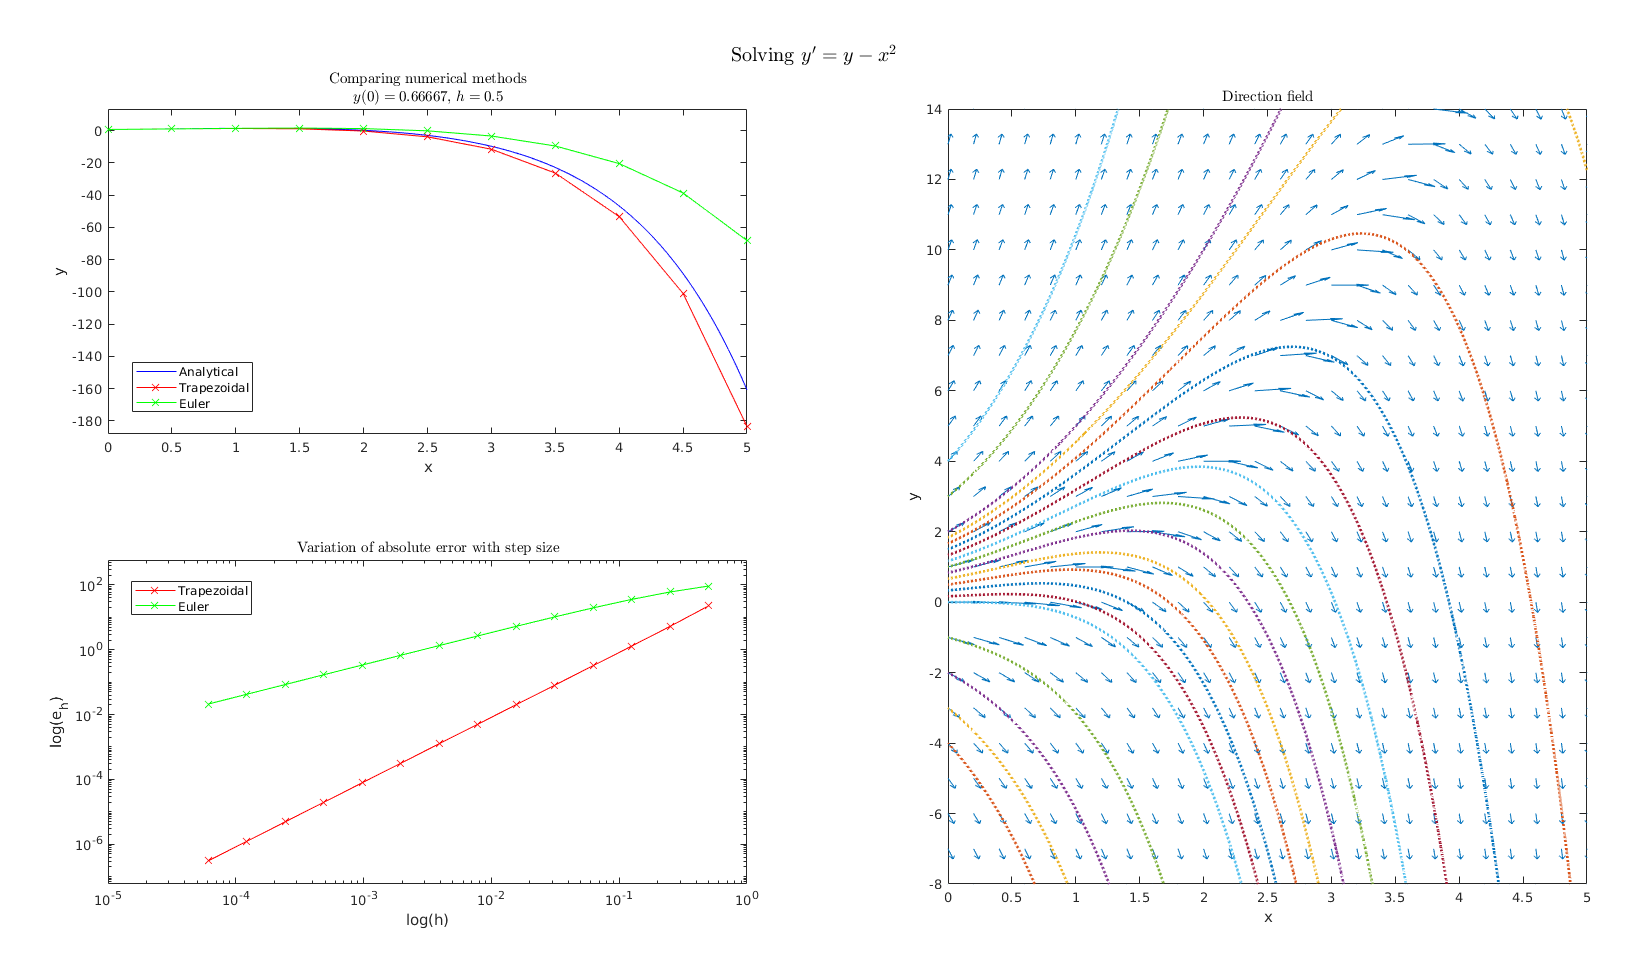 Solving y′ = y − x²
Comparing numerical methods
y(0) = 0.66667, h = 0.5
0
-20
-40
-60
-80
-100
-120
-140
-160
-180
y
Analytical
Trapezoidal
Euler
0 0.5 1 1.5 2 2.5 3 3.5 4 4.5 5
x
Variation of absolute error with step size
10²
10⁰
10⁻²
10⁻⁴
10⁻⁶
log(eₕ)
Trapezoidal
Euler
10⁻⁵ 10⁻⁴ 10⁻³ 10⁻² 10⁻¹ 10⁰
log(h)
Direction field
14
12
10
8
6
4
2
0
-2
-4
-6
-8
y
0 0.5 1 1.5 2 2.5 3 3.5 4 4.5 5
x